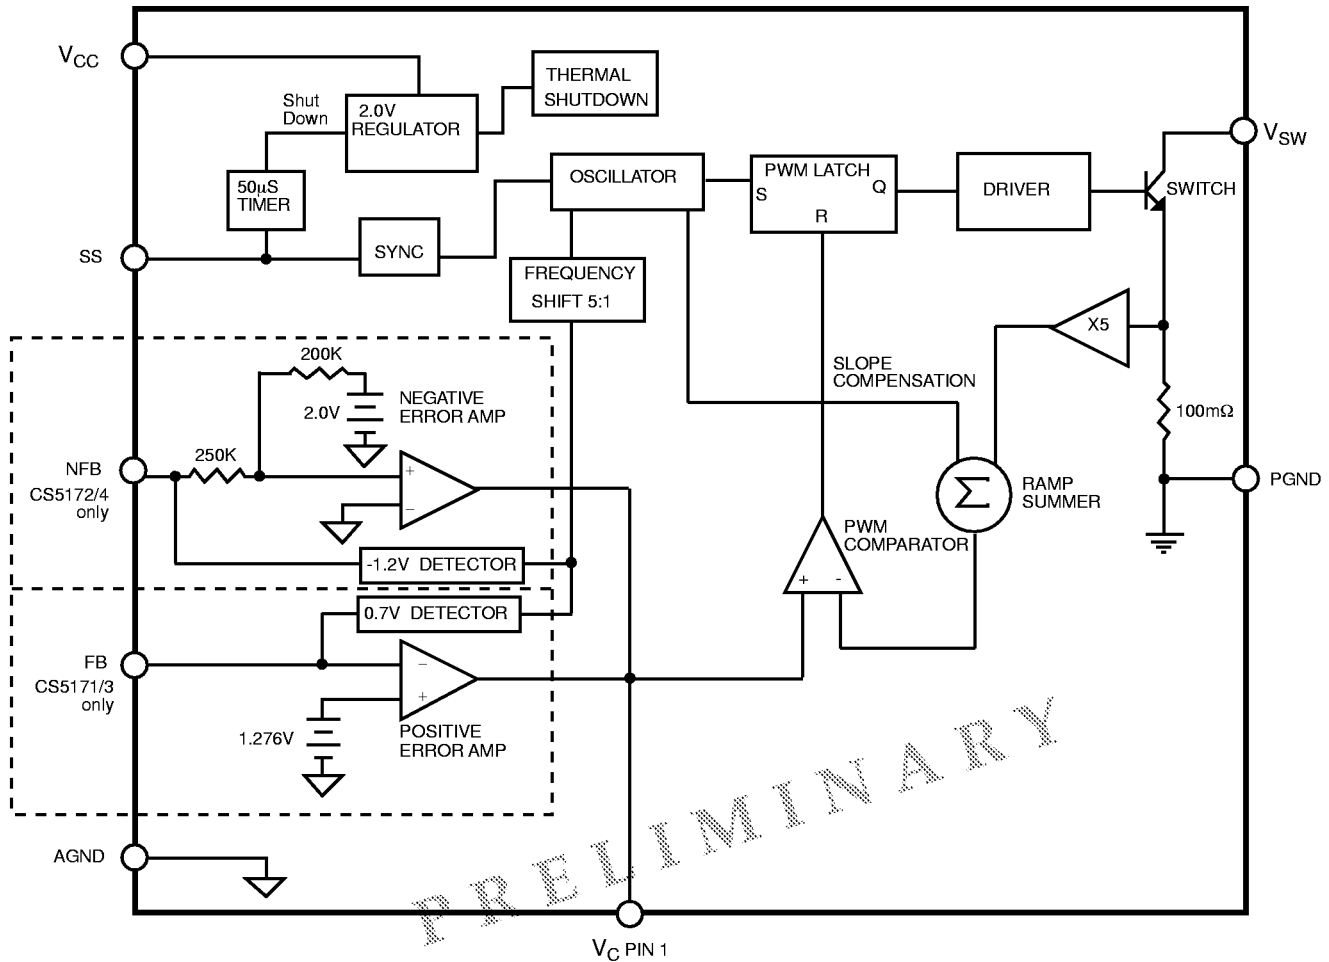 VCC
THERMAL
SHUTDOWN
Shut
Down
2.0V
REGULATOR
VSW
50µS
TIMER
OSCILLATOR
PWM LATCH
S
Q
R
DRIVER
SWITCH
SS
SYNC
FREQUENCY
SHIFT 5:1
X5
200K
2.0V
NEGATIVE
ERROR AMP
SLOPE
COMPENSATION
100mΩ
NFB
CS5172/4
only
250K
+
−
Σ
RAMP
SUMMER
PGND
PWM
COMPARATOR
+
-
-1.2V DETECTOR
0.7V DETECTOR
FB
CS5171/3
only
−
+
1.276V
POSITIVE
ERROR AMP
AGND
PRELIMINARY
VC PIN 1